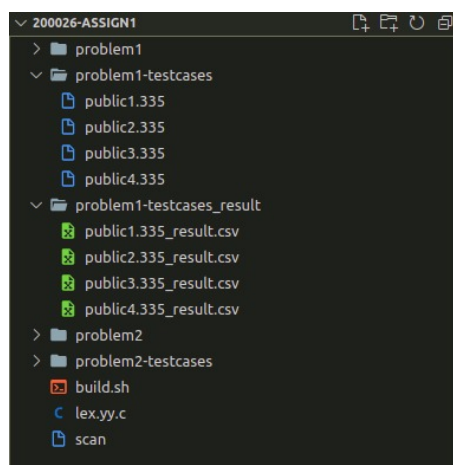 200026-ASSIGN1
problem1
problem1-testcases
public1.335
public2.335
public3.335
public4.335
problem1-testcases_result
public1.335_result.csv
public2.335_result.csv
public3.335_result.csv
public4.335_result.csv
problem2
problem2-testcases
build.sh
C lex.yy.c
scan